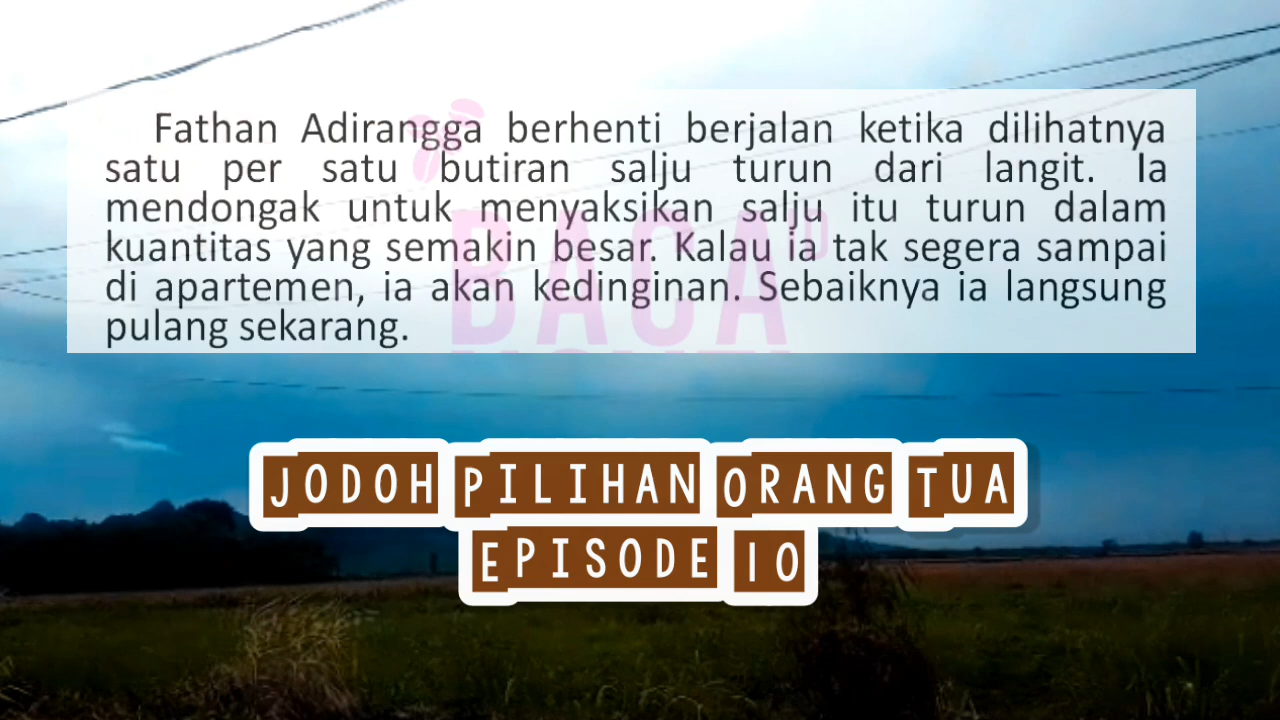 Fathan Adirangga berhenti berjalan ketika dilihatnya
satu per satu butiran salju turun dari langit. Ia
mendongak untuk menyaksikan salju itu turun dalam
kuantitas yang semakin besar. Kalau ia tak segera sampai
di apartemen, ia akan kedinginan. Sebaiknya ia langsung
pulang sekarang.
BACA
JODOH PILIHAN ORANG TUA
EPISODE 10